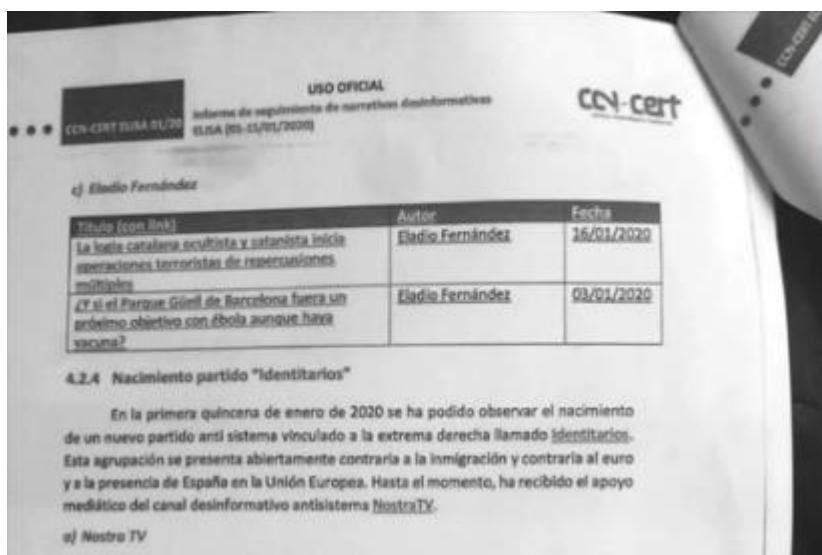 USO OFICIAL
CCN-CERT ELISA 01/20
Informe de seguimiento de narrativas desinformativas
ELISA (01-15/01/2020)
ccn-cert
c) Eladio Fernández
Título (con link) Autor Fecha
La logia catalana ocultista y satanista inicia Eladio Fernández 16/01/2020
operaciones terroristas de repercusiones
múltiples
¿Y si el Parque Güell de Barcelona fuera un Eladio Fernández 03/01/2020
próximo objetivo con ébola aunque haya
vacuna?
4.2.4 Nacimiento partido "Identitarios"
En la primera quincena de enero de 2020 se ha podido observar el nacimiento
de un nuevo partido anti sistema vinculado a la extrema derecha llamado Identitarios.
Esta agrupación se presenta abiertamente contraria a la inmigración y contraria al euro
y a la presencia de España en la Unión Europea. Hasta el momento, ha recibido el apoyo
mediático del canal desinformativo antisistema NostraTV.
a) Nostra TV
CCN-CERT